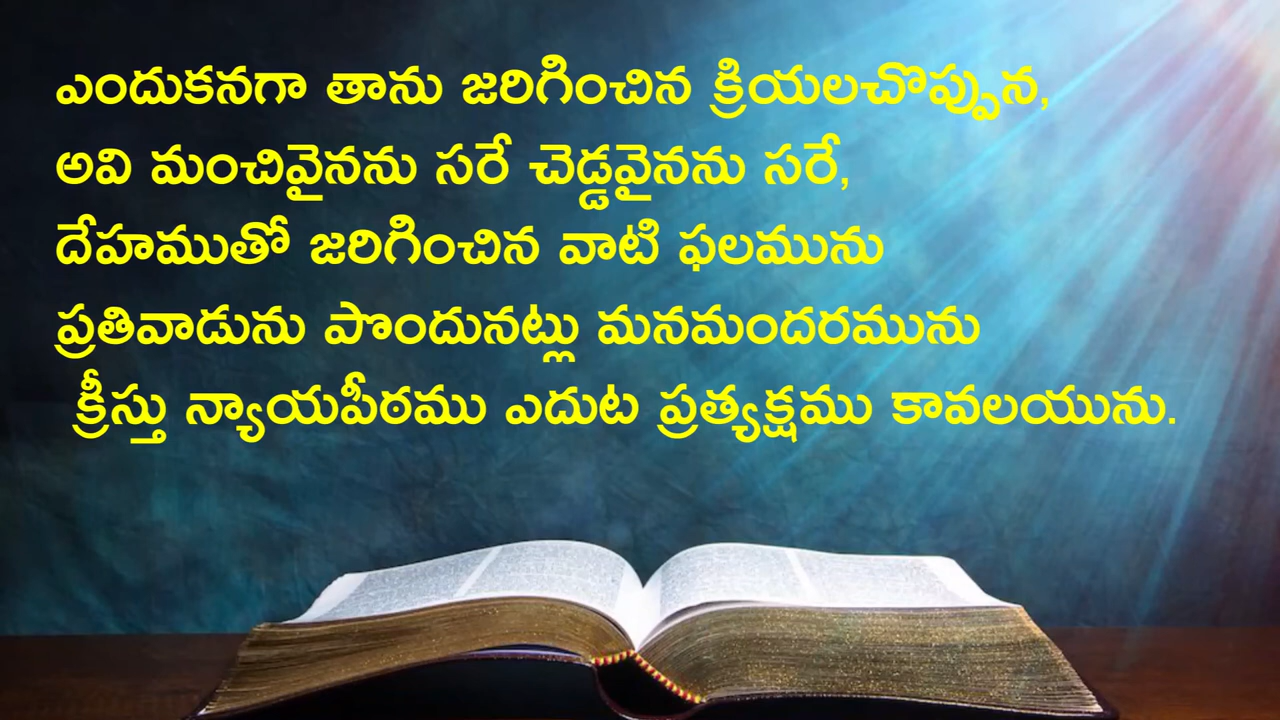 ఎందుకనగా తాను జరిగించిన క్రియలచొప్పున,
అవి మంచివైనను సరే చెడ్డవైనను సరే,
దేహముతో జరిగించిన వాటి ఫలమును
ప్రతివాడును పొందునట్లు మనమందరమును
క్రీస్తు న్యాయపీఠము ఎదుట ప్రత్యక్షము కావలయును.